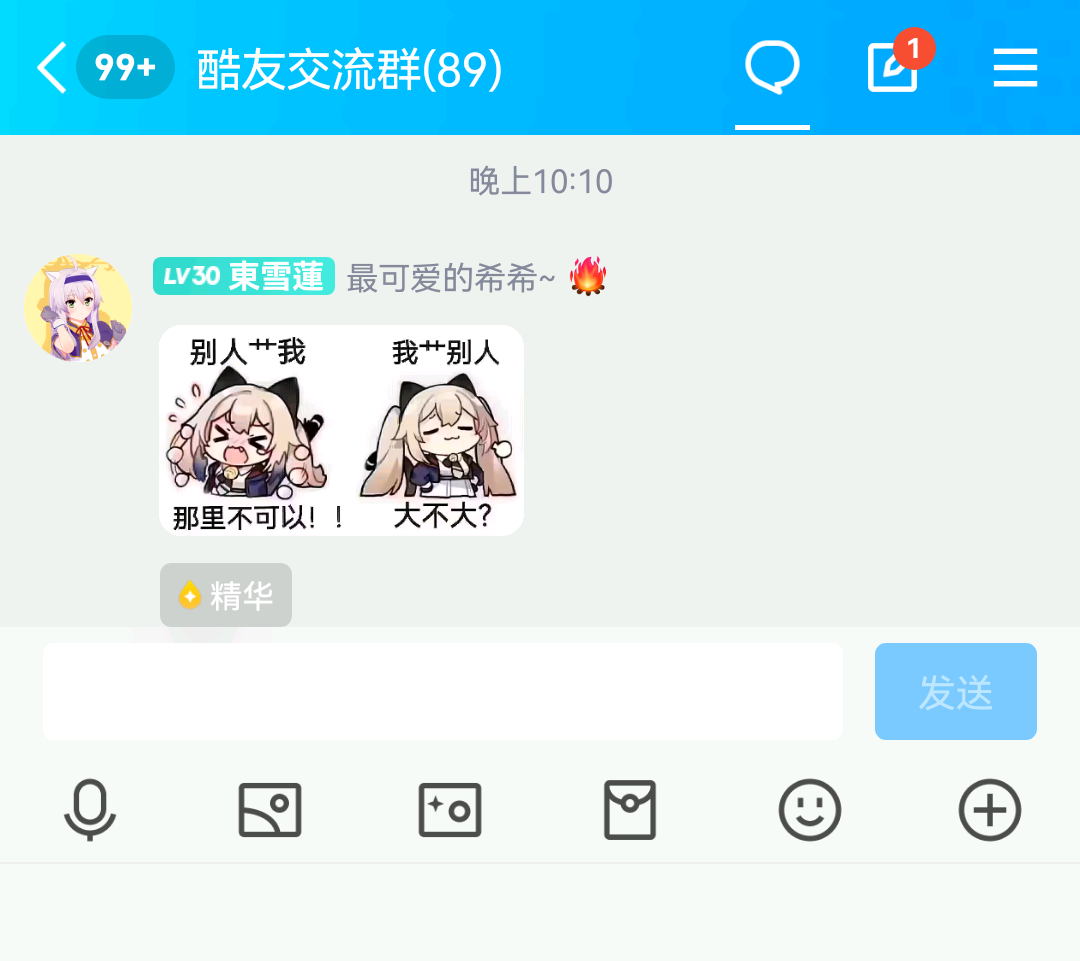 99+ 酷友交流群(89) 1
晚上10:10
LV30 東雪蓮 最可爱的希希~
别人艹我 我艹别人
那里不可以！！ 大不大?
精华
发送